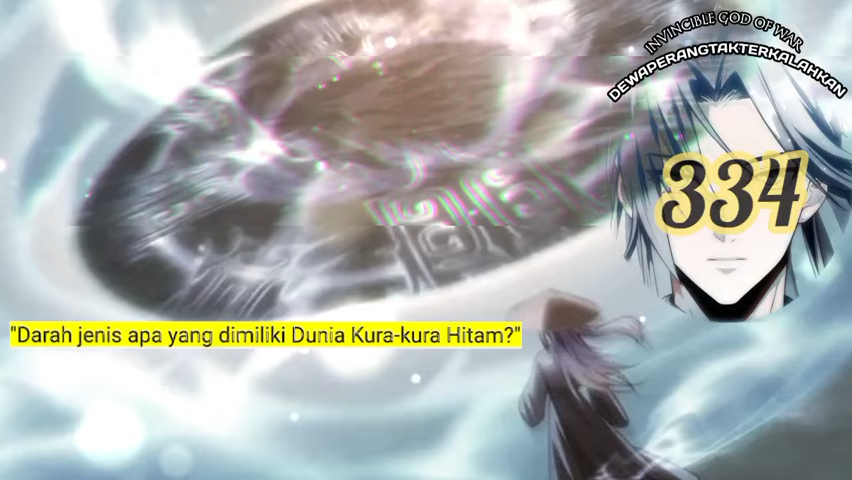 INVINCIBLE GOD OF WAR
DEWAPERANGTAKTERKALAHKAN
334
"Darah jenis apa yang dimiliki Dunia Kura-kura Hitam?"